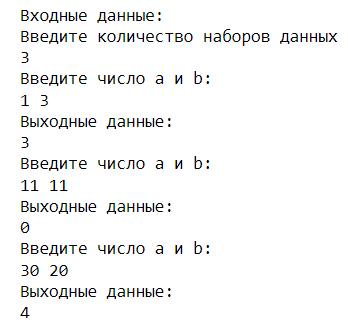 Входные данные:
Введите количество наборов данных
3
Введите число a и b:
1 3
Выходные данные:
3
Введите число a и b:
11 11
Выходные данные:
0
Введите число a и b:
30 20
Выходные данные:
4